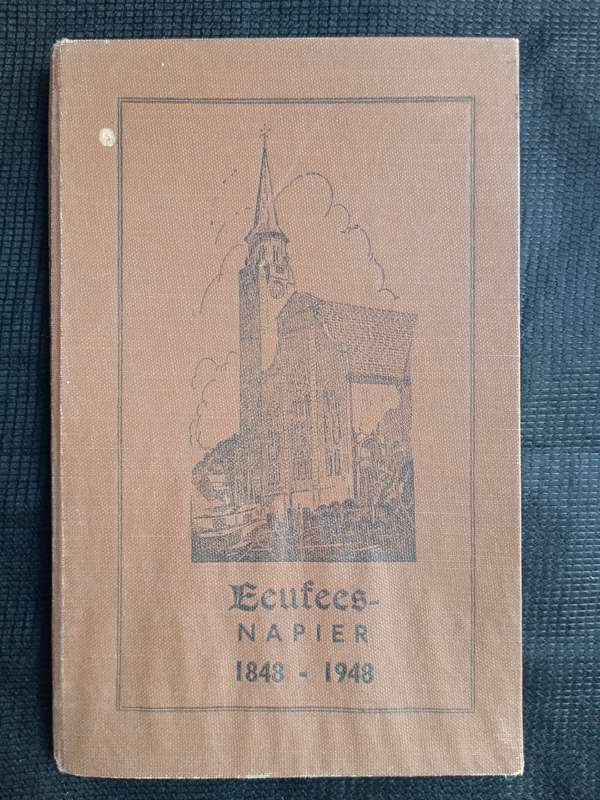 Eeufees-
NAPIER
1848 - 1948